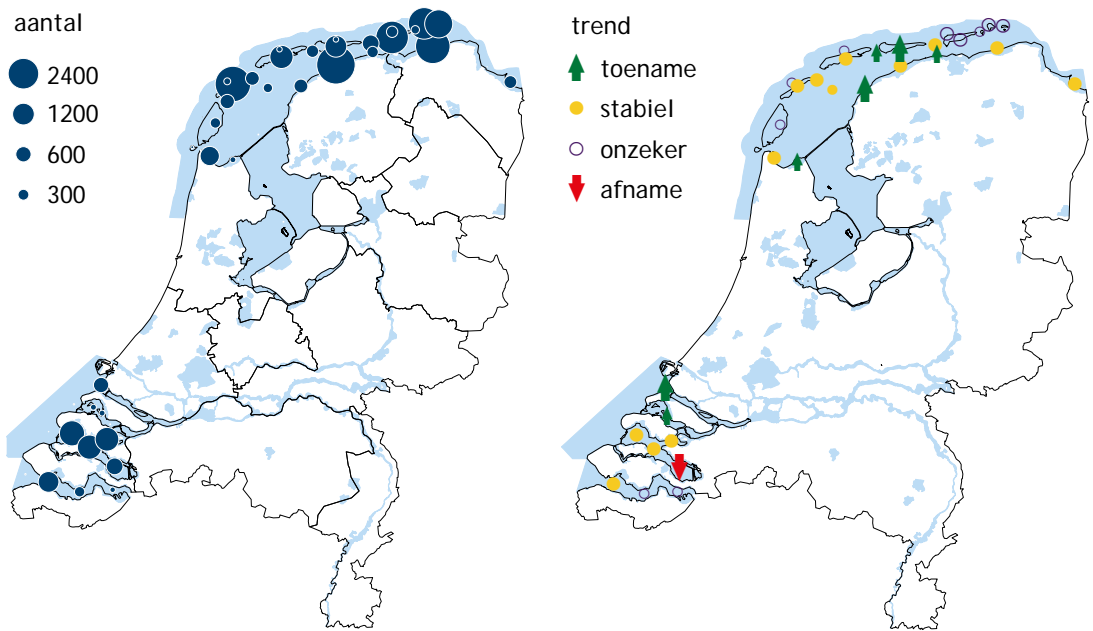 aantal
2400
1200
600
300
trend
toename
stabiel
onzeker
afname